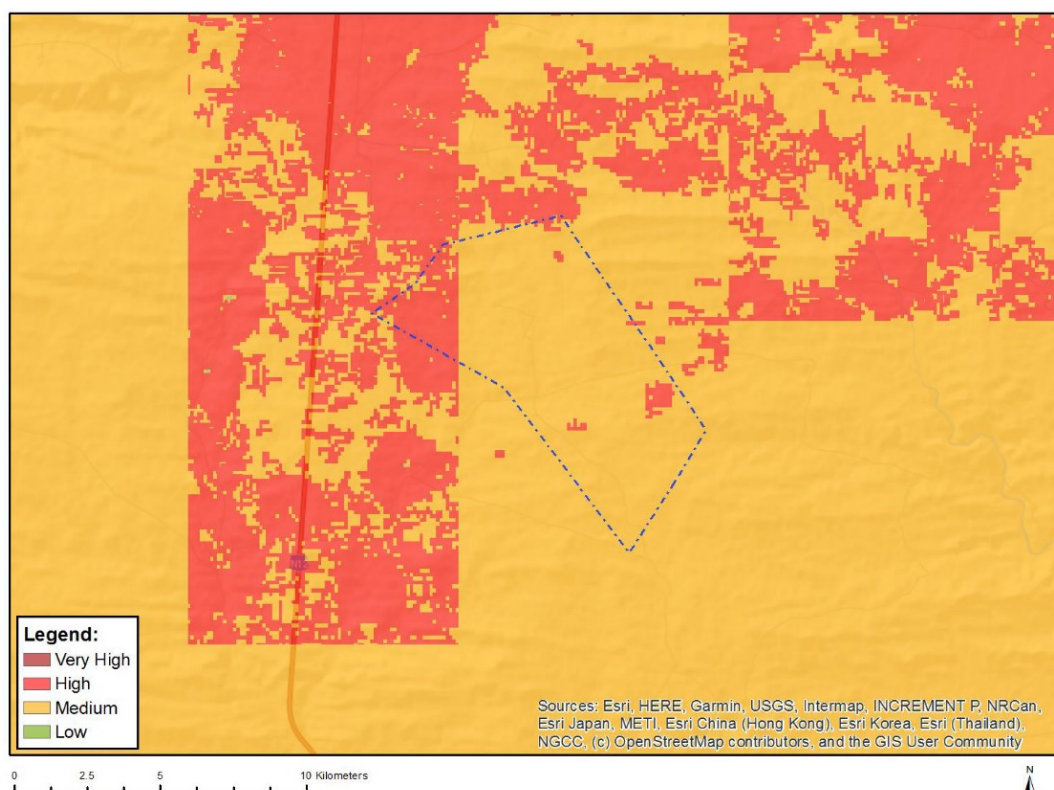 N12
Legend:
Very High
High
Medium
Low
Sources: Esri, HERE, Garmin, USGS, Intermap, INCREMENT P, NRCan,
Esri Japan, METI, Esri China (Hong Kong), Esri Korea, Esri (Thailand),
NGCC, (c) OpenStreetMap contributors, and the GIS User Community
0 2.5 5 10 Kilometers
N